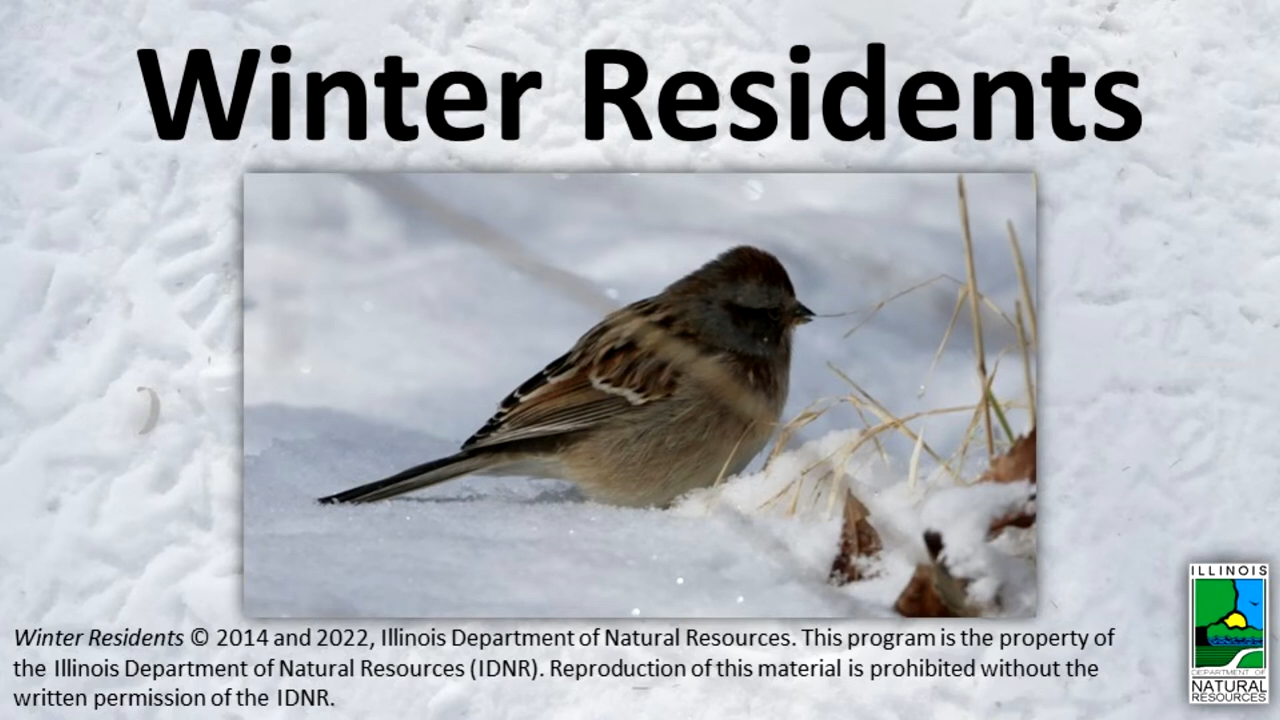 Winter Residents
Winter Residents © 2014 and 2022, Illinois Department of Natural Resources. This program is the property of
the Illinois Department of Natural Resources (IDNR). Reproduction of this material is prohibited without the
written permission of the IDNR.
ILLINOIS
DEPARTMENT OF
NATURAL
RESOURCES